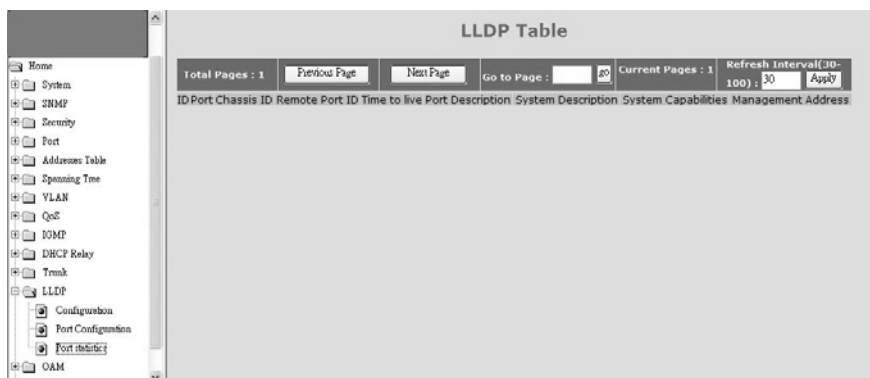 LLDP Table
Home
System
SNMP
Security
Port
Addresses Table
Spanning Tree
VLAN
QoS
IGMP
DHCP Relay
Trunk
LLDP
Configuration
Port Configuration
Port statistics
OAM
Total Pages : 1 Previous Page Next Page Go to Page : go Current Pages : 1 Refresh Interval(30-
100) : 30 Apply
ID Port Chassis ID Remote Port ID Time to live Port Description System Description System Capabilities Management Address